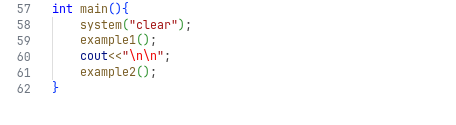 57 int main(){
58     system("clear");
59     example1();
60     cout<<"\n\n";
61     example2();
62 }